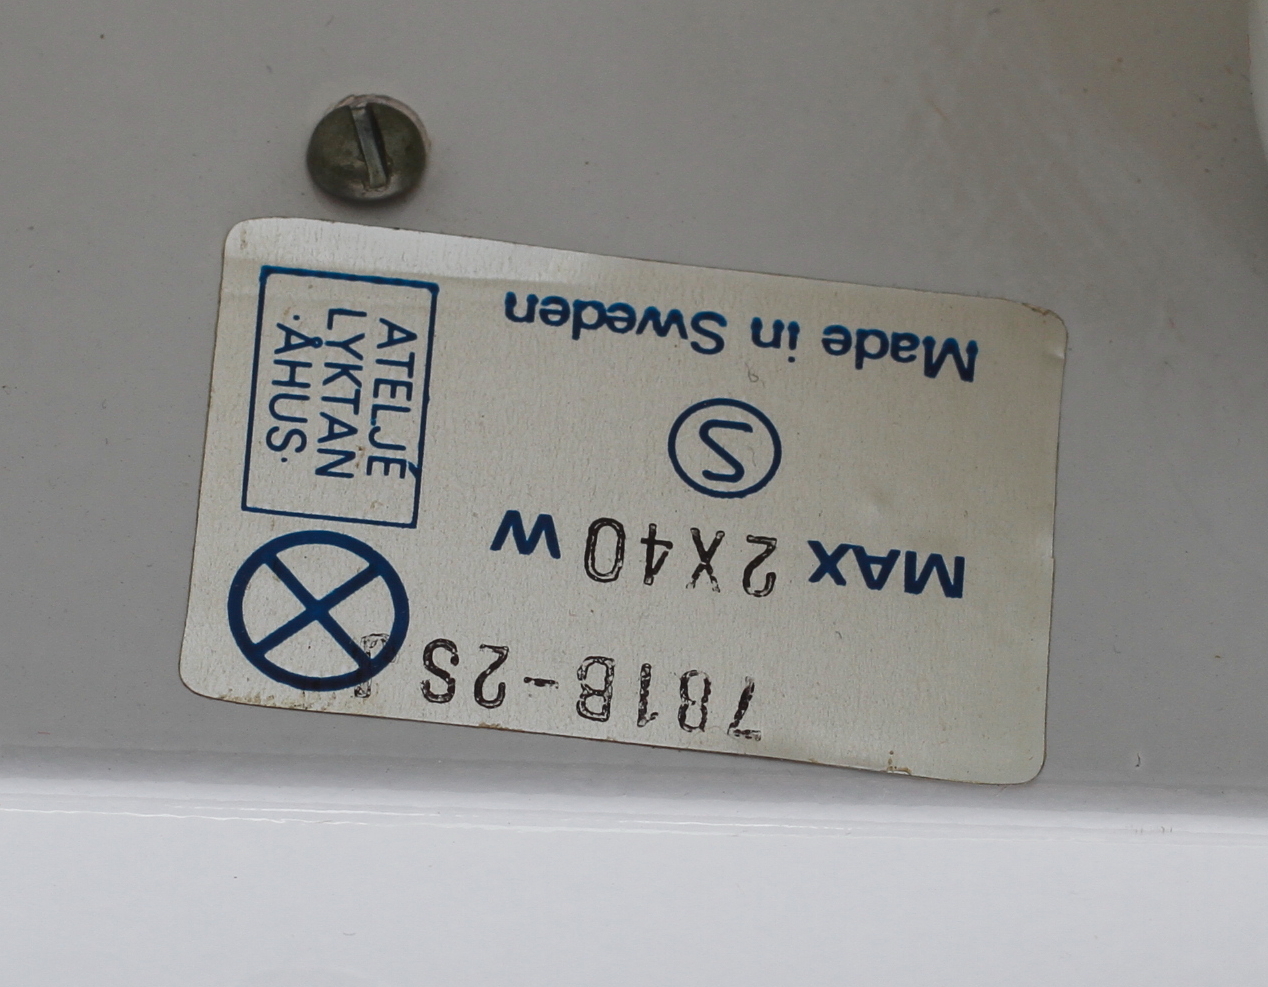 781B-2S
MAX 2X40 W
S
Made in Sweden
ATELJÉ
LYKTAN
·ÅHUS·